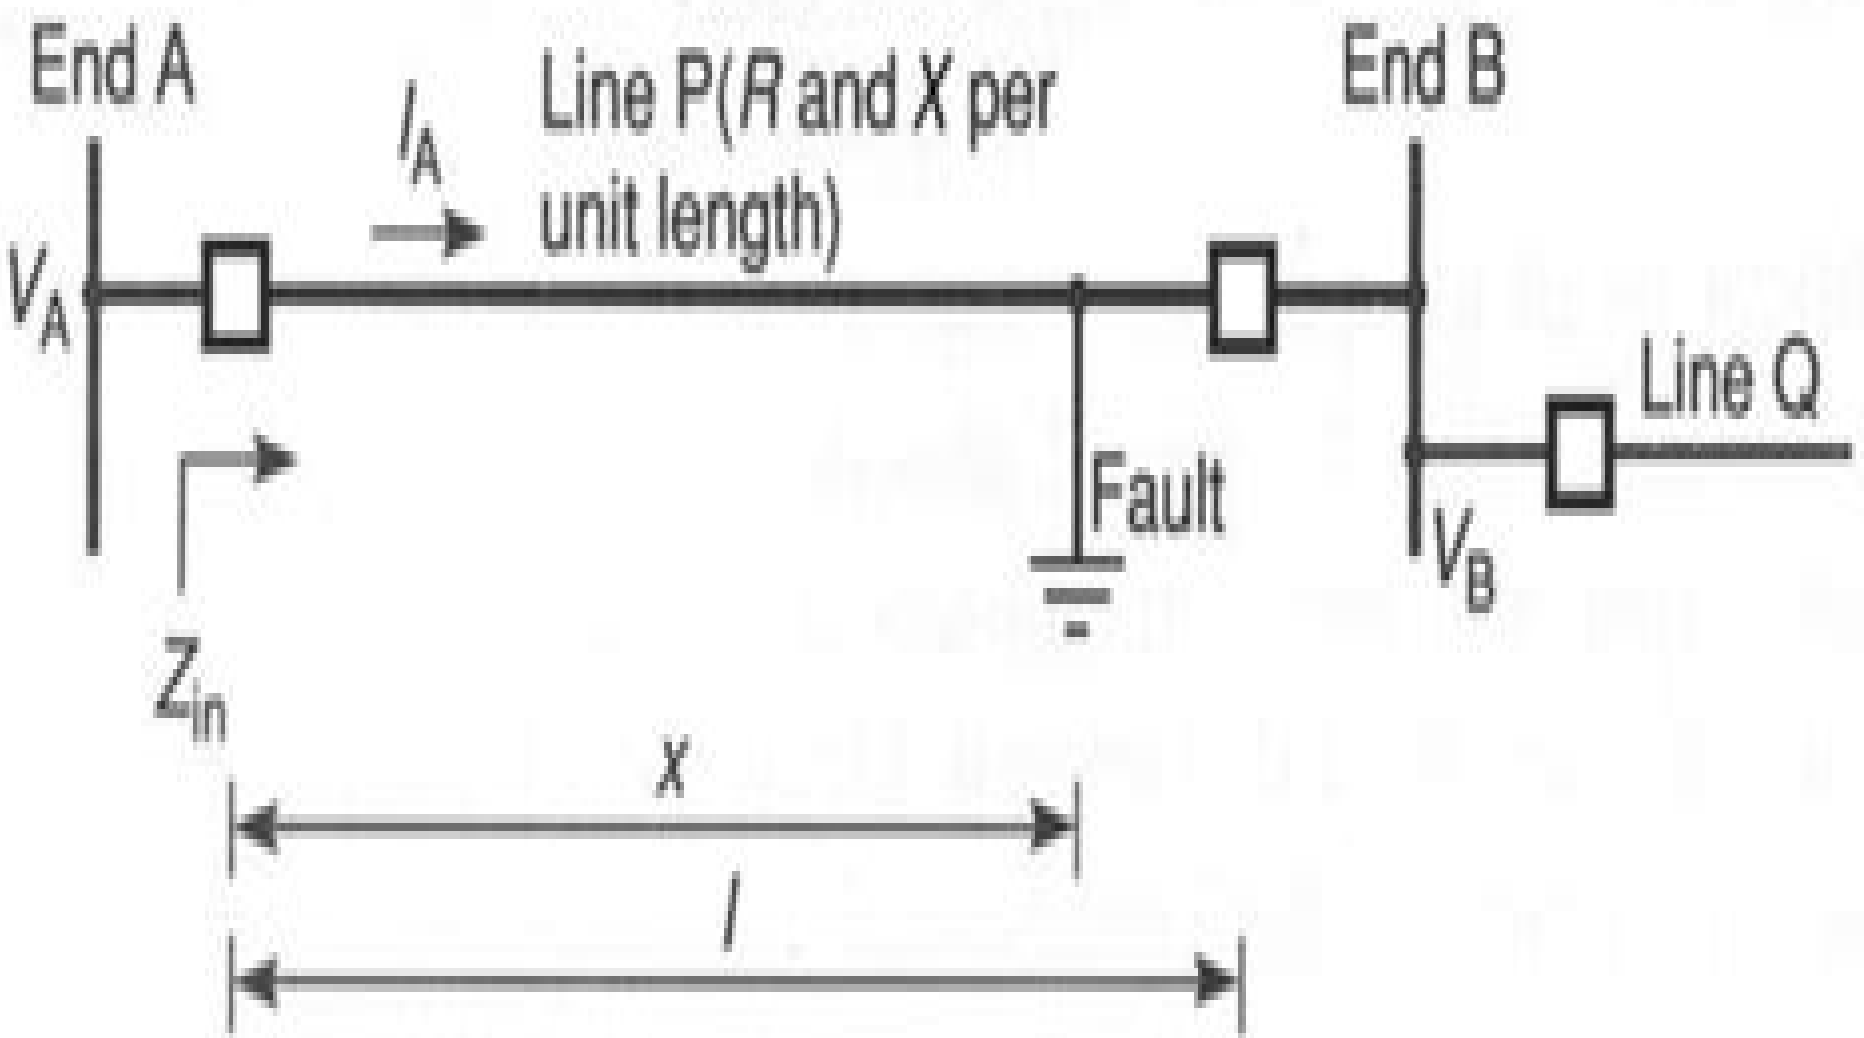 End A
I_A
Line P(R and X per
unit length)
End B
V_A
Line Q
Fault
V_B
Z_in
x
l